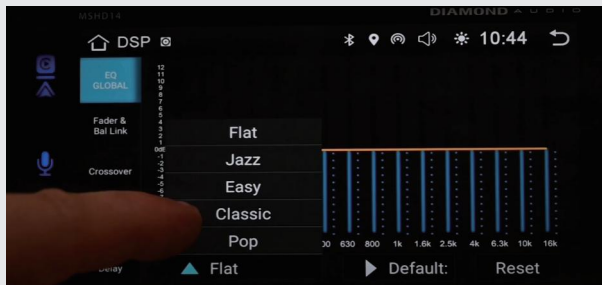 MSHD14
DIAMOND AUDIO
DSP
10:44
EQ
GLOBAL
12
11
10
9
8
7
6
5
4
3
2
1
0dB
-1
-2
-3
-4
-5
-6
Fader &
Bal Link
Crossover
Delay
Flat
Jazz
Easy
Classic
Pop
630 800 1k 1.6k 2.5k 4k 6.3k 10k 16k
Flat
Default:
Reset